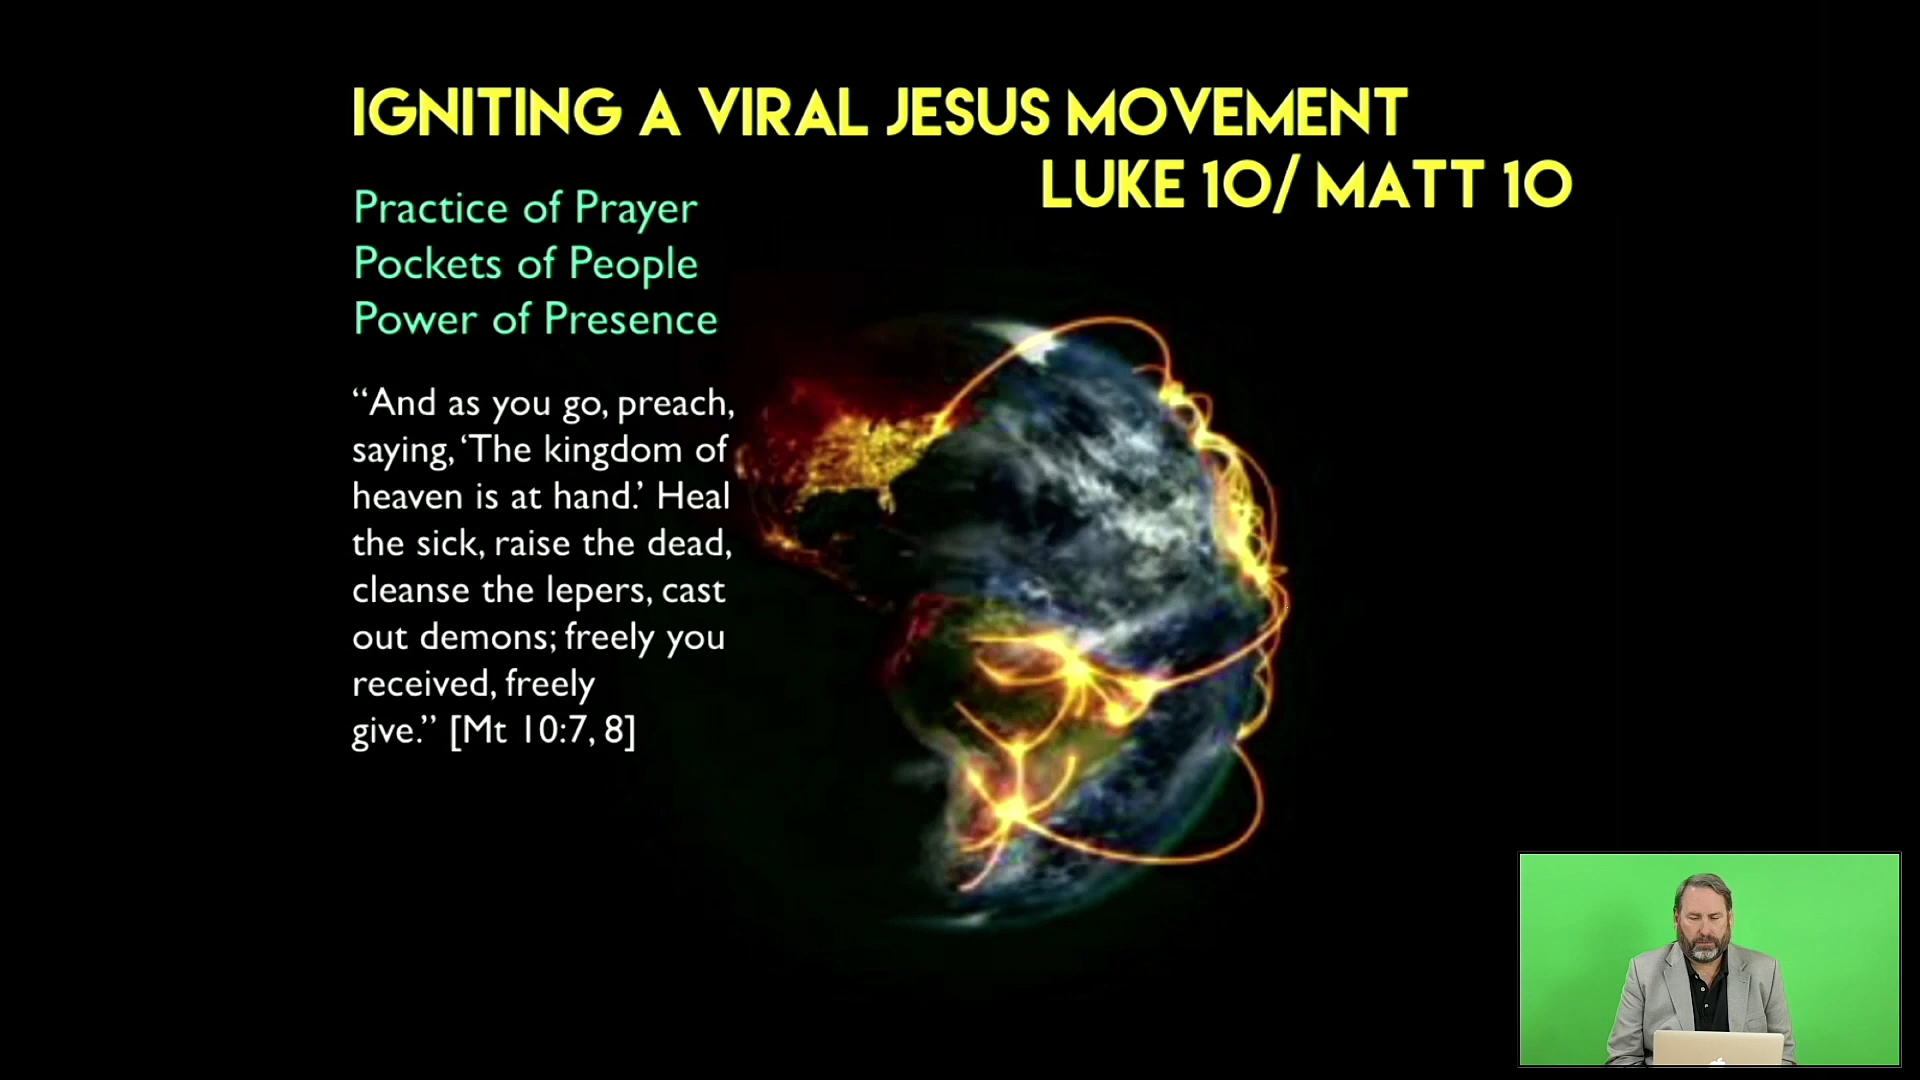 IGNITING A VIRAL JESUS MOVEMENT
LUKE 10/ MATT 10
Practice of Prayer
Pockets of People
Power of Presence
“And as you go, preach,
saying, ‘The kingdom of
heaven is at hand.’ Heal
the sick, raise the dead,
cleanse the lepers, cast
out demons; freely you
received, freely
give.” [Mt 10:7, 8]